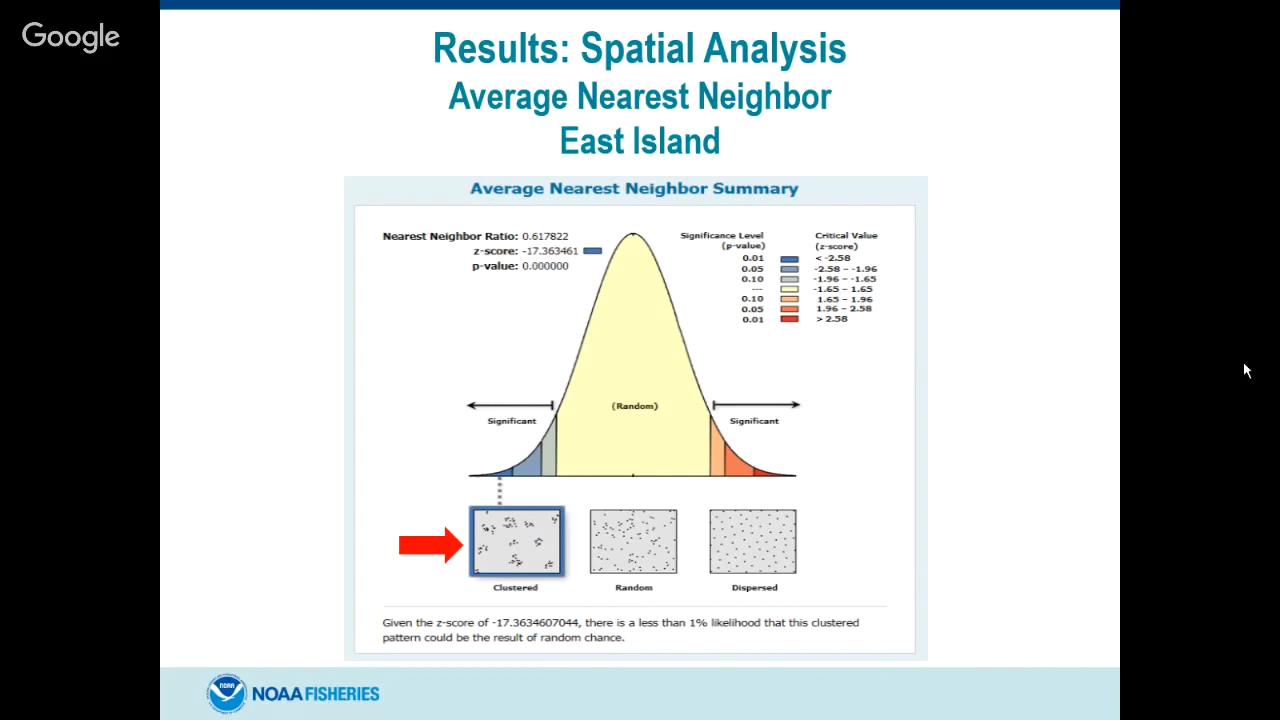 Google
Results: Spatial Analysis
Average Nearest Neighbor
East Island
Average Nearest Neighbor Summary
Nearest Neighbor Ratio: 0.617822
z-score: -17.363461
p-value: 0.000000
Significance Level (p-value)
Critical Value (z-score)
0.01 < -2.58
0.05 -2.58 – -1.96
0.10 -1.96 – -1.65
--- -1.65 – 1.65
0.10 1.65 – 1.96
0.05 1.96 – 2.58
0.01 > 2.58
(Random)
Significant Significant
Clustered Random Dispersed
Given the z-score of -17.3634607044, there is a less than 1% likelihood that this clustered
pattern could be the result of random chance.
NOAA
NOAA FISHERIES